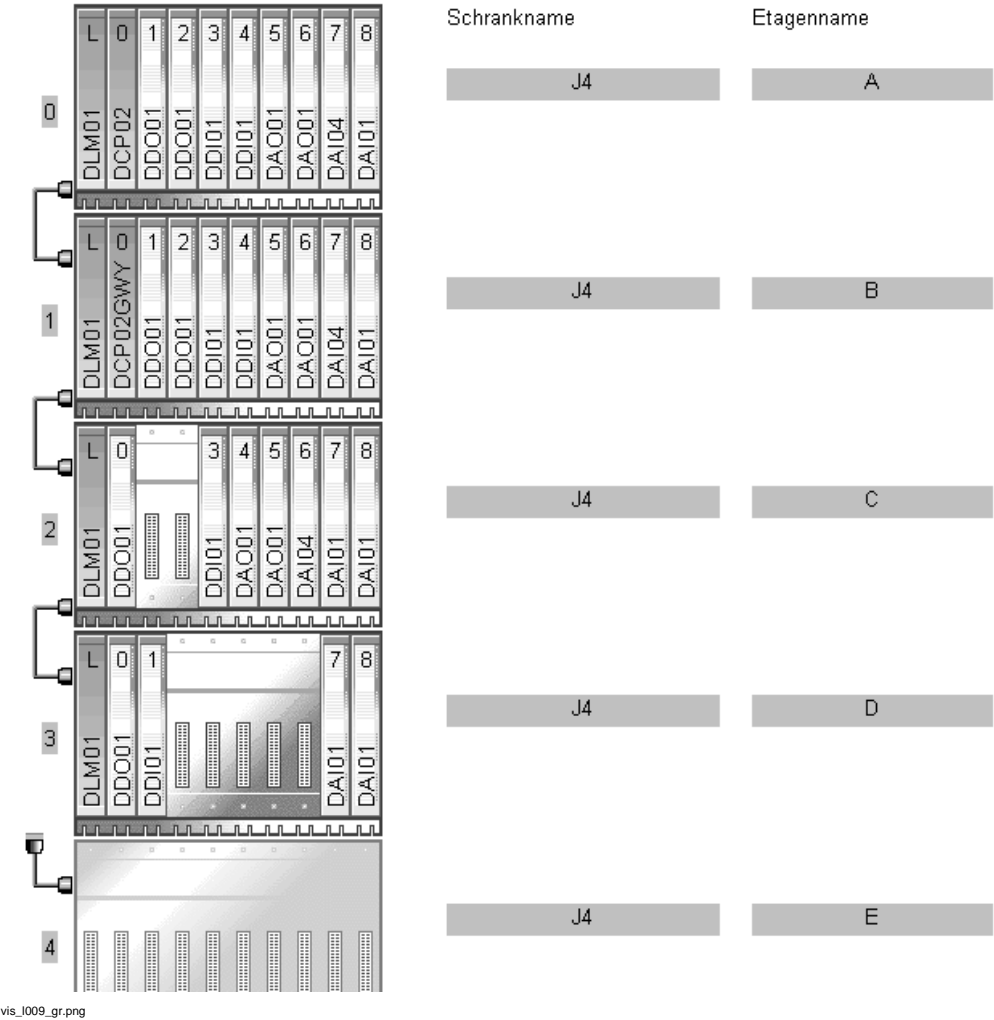 Schrankname Etagenname
L 0 1 2 3 4 5 6 7 8
J4 A
0
DLM01 DCP02 DDO01 DDO01 DDI01 DDI01 DAO01 DAO01 DAI04 DAI01
L 0 1 2 3 4 5 6 7 8
J4 B
1
DLM01 DCP02GWY DDO01 DDO01 DDI01 DDI01 DAO01 DAO01 DAI04 DAI01
L 0 3 4 5 6 7 8
J4 C
2
DLM01 DDO01 DDI01 DAO01 DAO01 DAI04 DAI01 DAI01
L 0 1 7 8
J4 D
3
DLM01 DDO01 DDI01 DAI01 DAI01
J4 E
4
vis_l009_gr.png